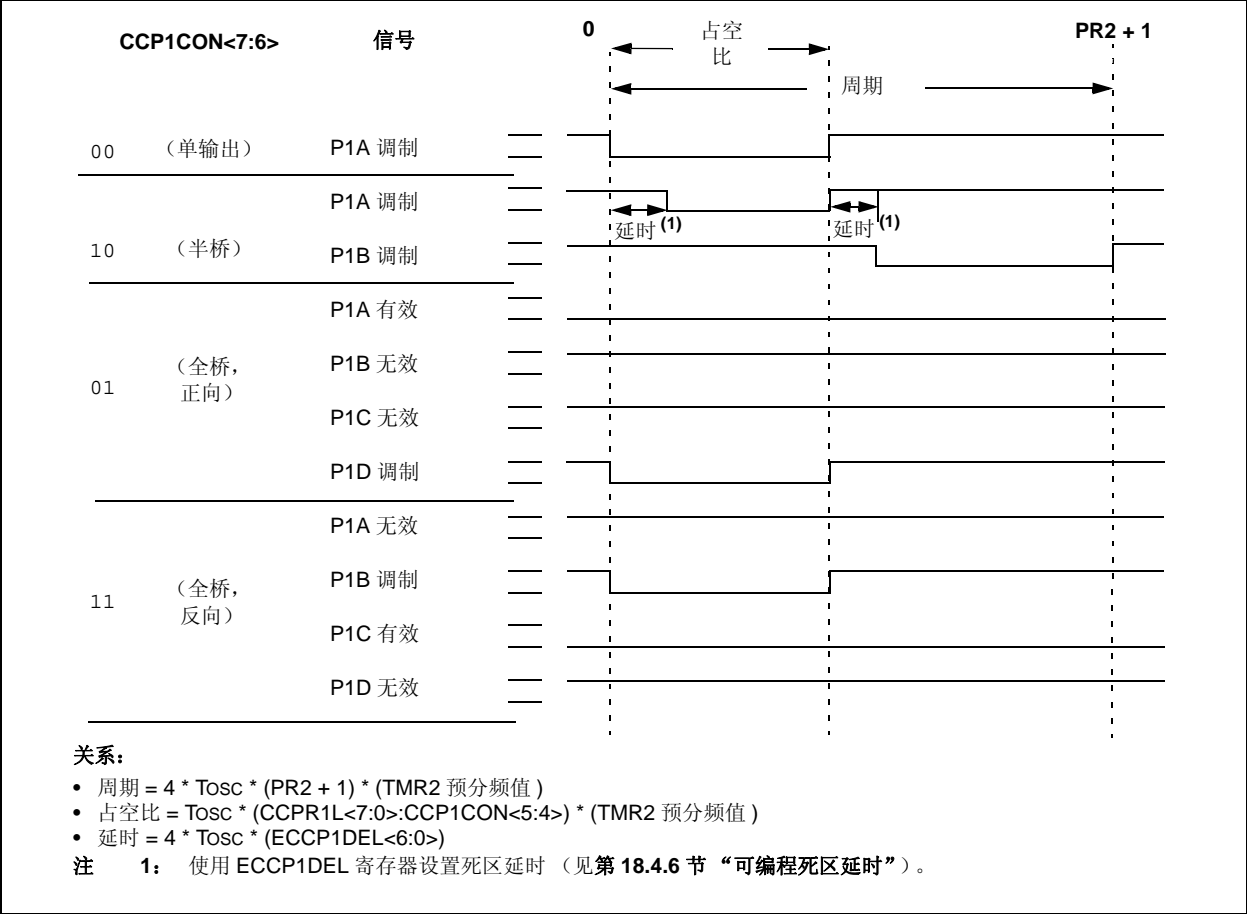 CCP1CON<7:6> 信号 0 占空 PR2 + 1
比
周期
00 （单输出） P1A 调制
P1A 调制
延时(1) 延时(1)
10 （半桥） P1B 调制
P1A 有效
P1B 无效
01 （全桥，
正向）
P1C 无效
P1D 调制
P1A 无效
P1B 调制
11 （全桥，
反向）
P1C 有效
P1D 无效
关系：
• 周期 = 4 * TOSC * (PR2 + 1) * (TMR2 预分频值 )
• 占空比 = TOSC * (CCPR1L<7:0>:CCP1CON<5:4>) * (TMR2 预分频值 )
• 延时 = 4 * TOSC * (ECCP1DEL<6:0>)
注 1： 使用 ECCP1DEL 寄存器设置死区延时 （见第 18.4.6 节 “可编程死区延时”）。